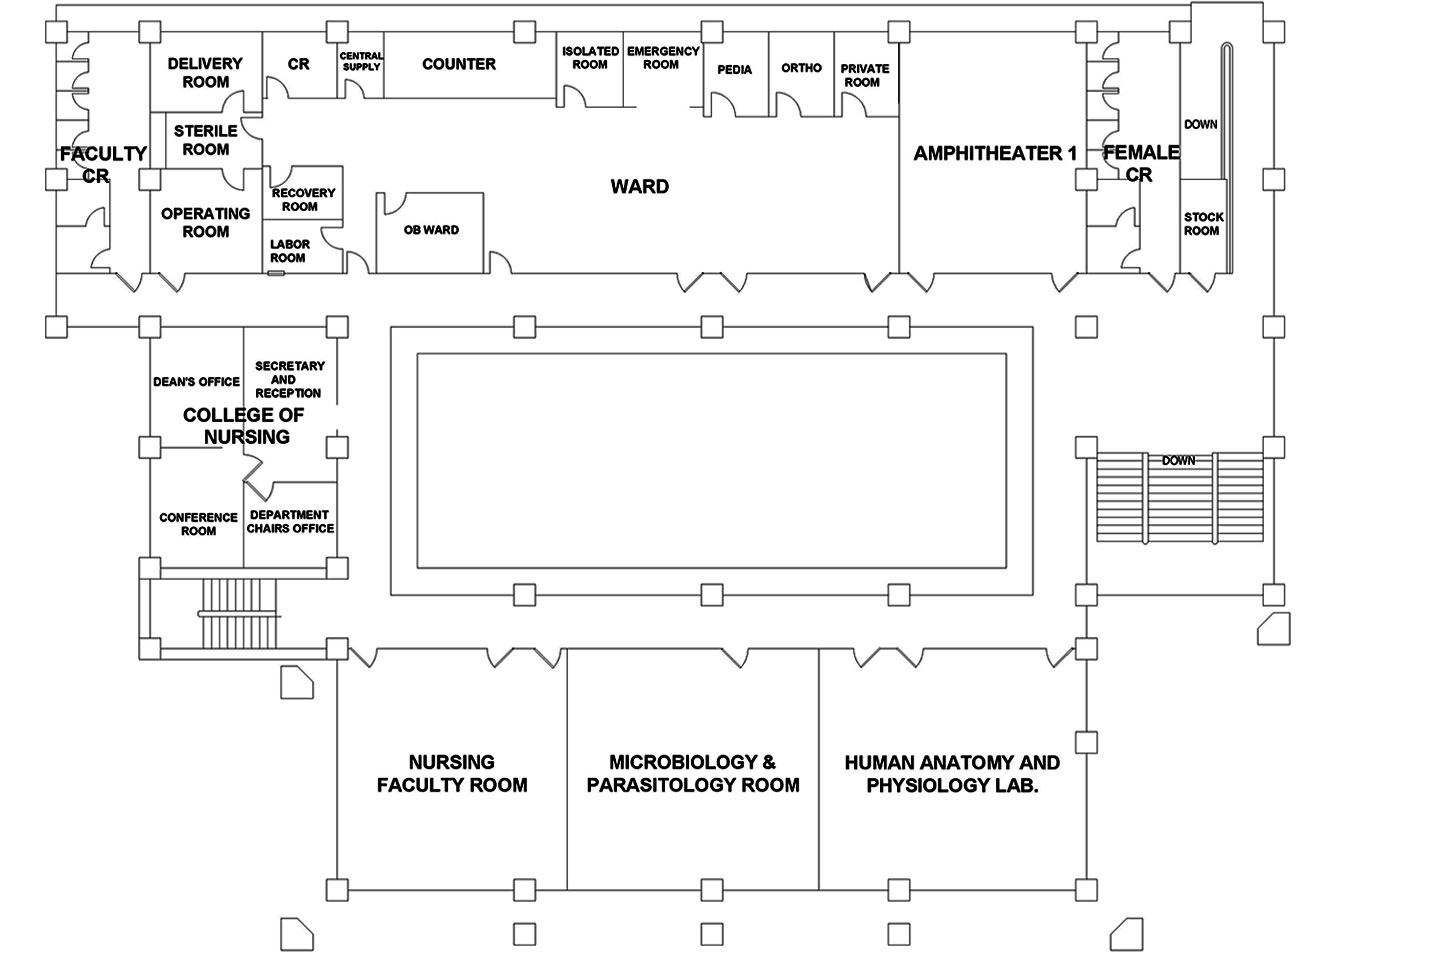 DELIVERY
ROOM
CR
CENTRAL
SUPPLY
COUNTER
ISOLATED
ROOM
EMERGENCY
ROOM
PEDIA
ORTHO
PRIVATE
ROOM
DOWN
STERILE
ROOM
FACULTY
CR
AMPHITHEATER 1
FEMALE
CR
WARD
RECOVERY
ROOM
OPERATING
ROOM
OB WARD
STOCK
ROOM
LABOR
ROOM
DEAN'S OFFICE
SECRETARY
AND
RECEPTION
COLLEGE OF
NURSING
DOWN
CONFERENCE
ROOM
DEPARTMENT
CHAIRS OFFICE
NURSING
FACULTY ROOM
MICROBIOLOGY &
PARASITOLOGY ROOM
HUMAN ANATOMY AND
PHYSIOLOGY LAB.